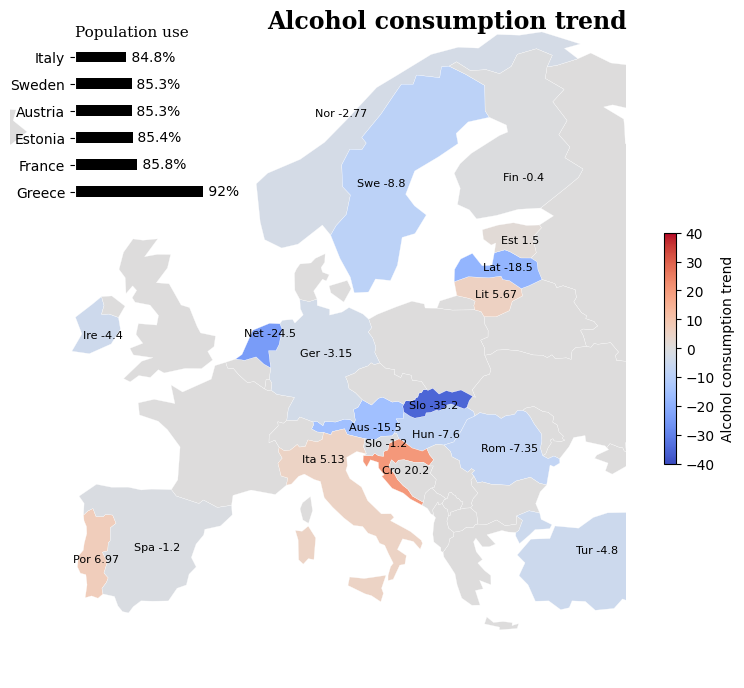 Alcohol consumption trend
Population use
Italy 84.8%
Sweden 85.3%
Austria 85.3%
Estonia 85.4%
France 85.8%
Greece 92%
Nor -2.77
Swe -8.8
Fin -0.4
Est 1.5
Lat -18.5
Lit 5.67
Ire -4.4
Net -24.5
Ger -3.15
Slo -35.2
Aus -15.5
Hun -7.6
Slo -1.2
Rom -7.35
Ita 5.13
Cro 20.2
Spa -1.2
Por 6.97
Tur -4.8
40
30
20
10
0
−10
−20
−30
−40
Alcohol consumption trend